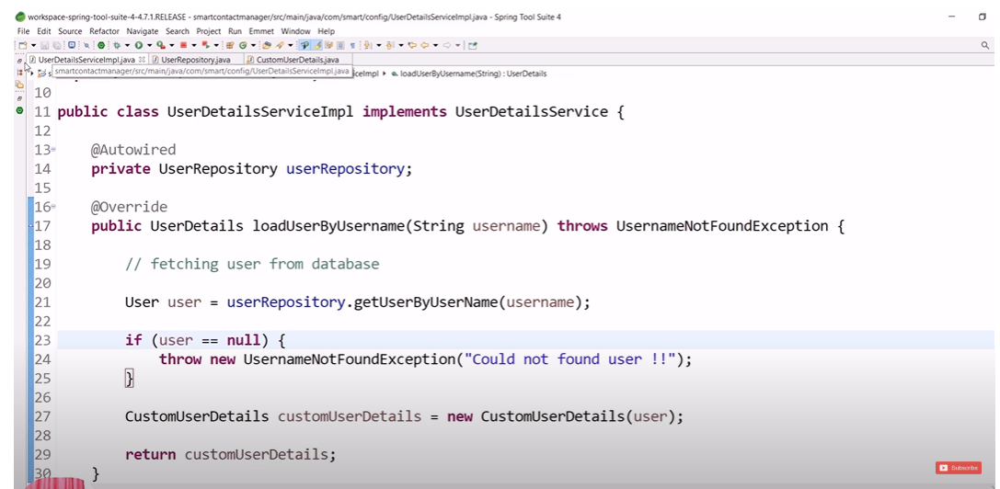 workspace-spring-tool-suite-4-4.7.1.RELEASE - smartcontactmanager/src/main/java/com/smart/config/UserDetailsServiceImpl.java - Spring Tool Suite 4
File Edit Source Refactor Navigate Search Project Run Emmet Window Help
UserDetailsServiceImpl.java UserRepository.java CustomUserDetails.java
smartcontactmanager/src/main/java/com/smart/config/UserDetailsServiceImpl.java
loadUserByUsername(String) : UserDetails
10
11 public class UserDetailsServiceImpl implements UserDetailsService {
12
13 @Autowired
14 private UserRepository userRepository;
15
16 @Override
17 public UserDetails loadUserByUsername(String username) throws UsernameNotFoundException {
18
19 // fetching user from database
20
21 User user = userRepository.getUserByUserName(username);
22
23 if (user == null) {
24 throw new UsernameNotFoundException("Could not found user !!");
25 }
26
27 CustomUserDetails customUserDetails = new CustomUserDetails(user);
28
29 return customUserDetails;
30 }
Subscribe